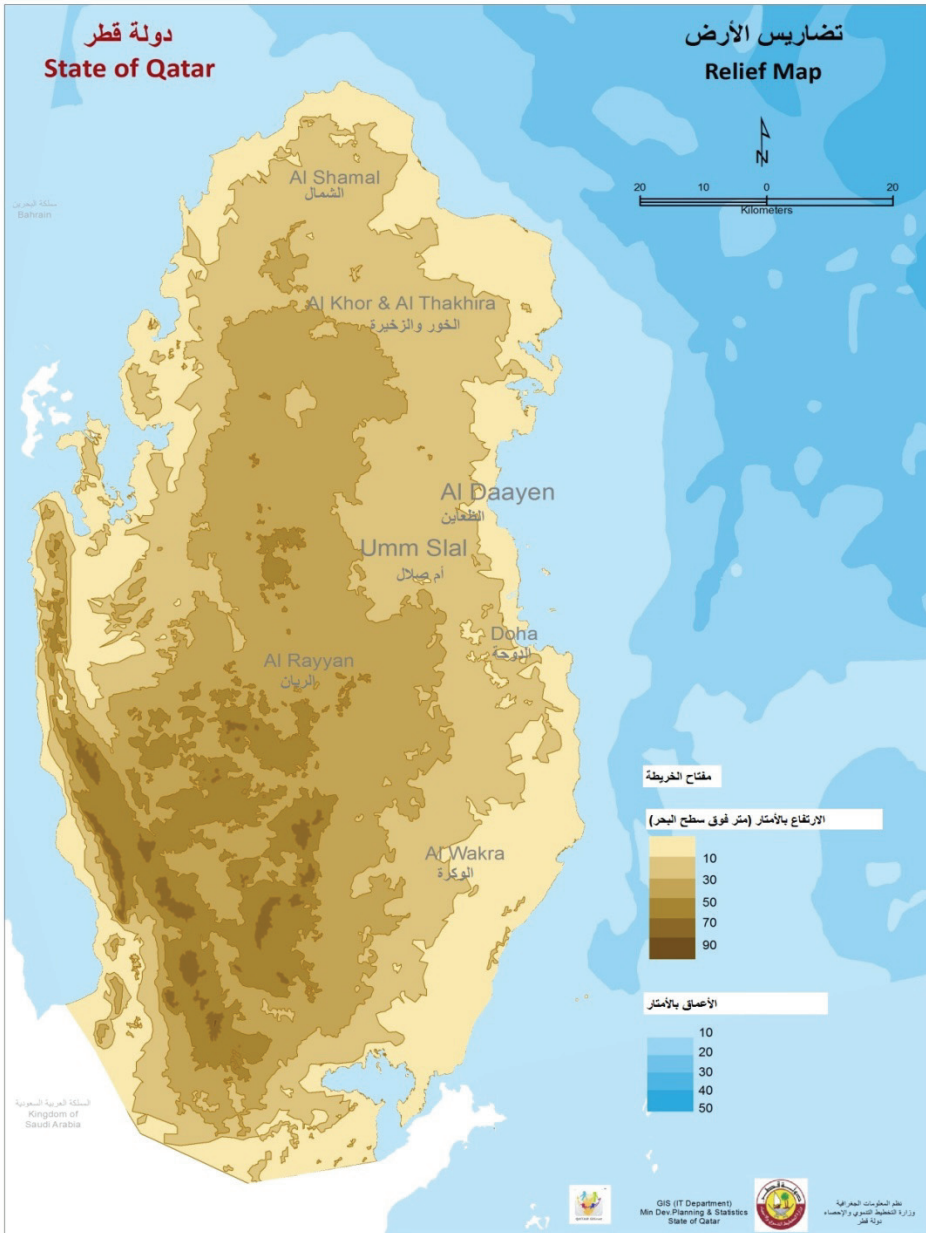 دولة قطر
State of Qatar
تضاريس الأرض
Relief Map
N
20 10 0 20
Kilometers
مملكة البحرين
Bahrain
Al Shamal
الشمال
Al Khor & Al Thakhira
الخور والزخيرة
Al Daayen
الظعاين
Umm Slal
أم صلال
Doha
الدوحة
Al Rayyan
الريان
Al Wakra
الوكرة
مفتاح الخريطة
الارتفاع بالأمتار (متر فوق سطح البحر)
10
30
50
70
90
الأعماق بالأمتار
10
20
30
40
50
المملكة العربية السعودية
Kingdom of
Saudi Arabia
GIS (IT Department)
Min Dev.Planning & Statistics
State of Qatar
نظم المعلومات الجغرافية
وزارة التخطيط التنموي والإحصاء
دولة قطر